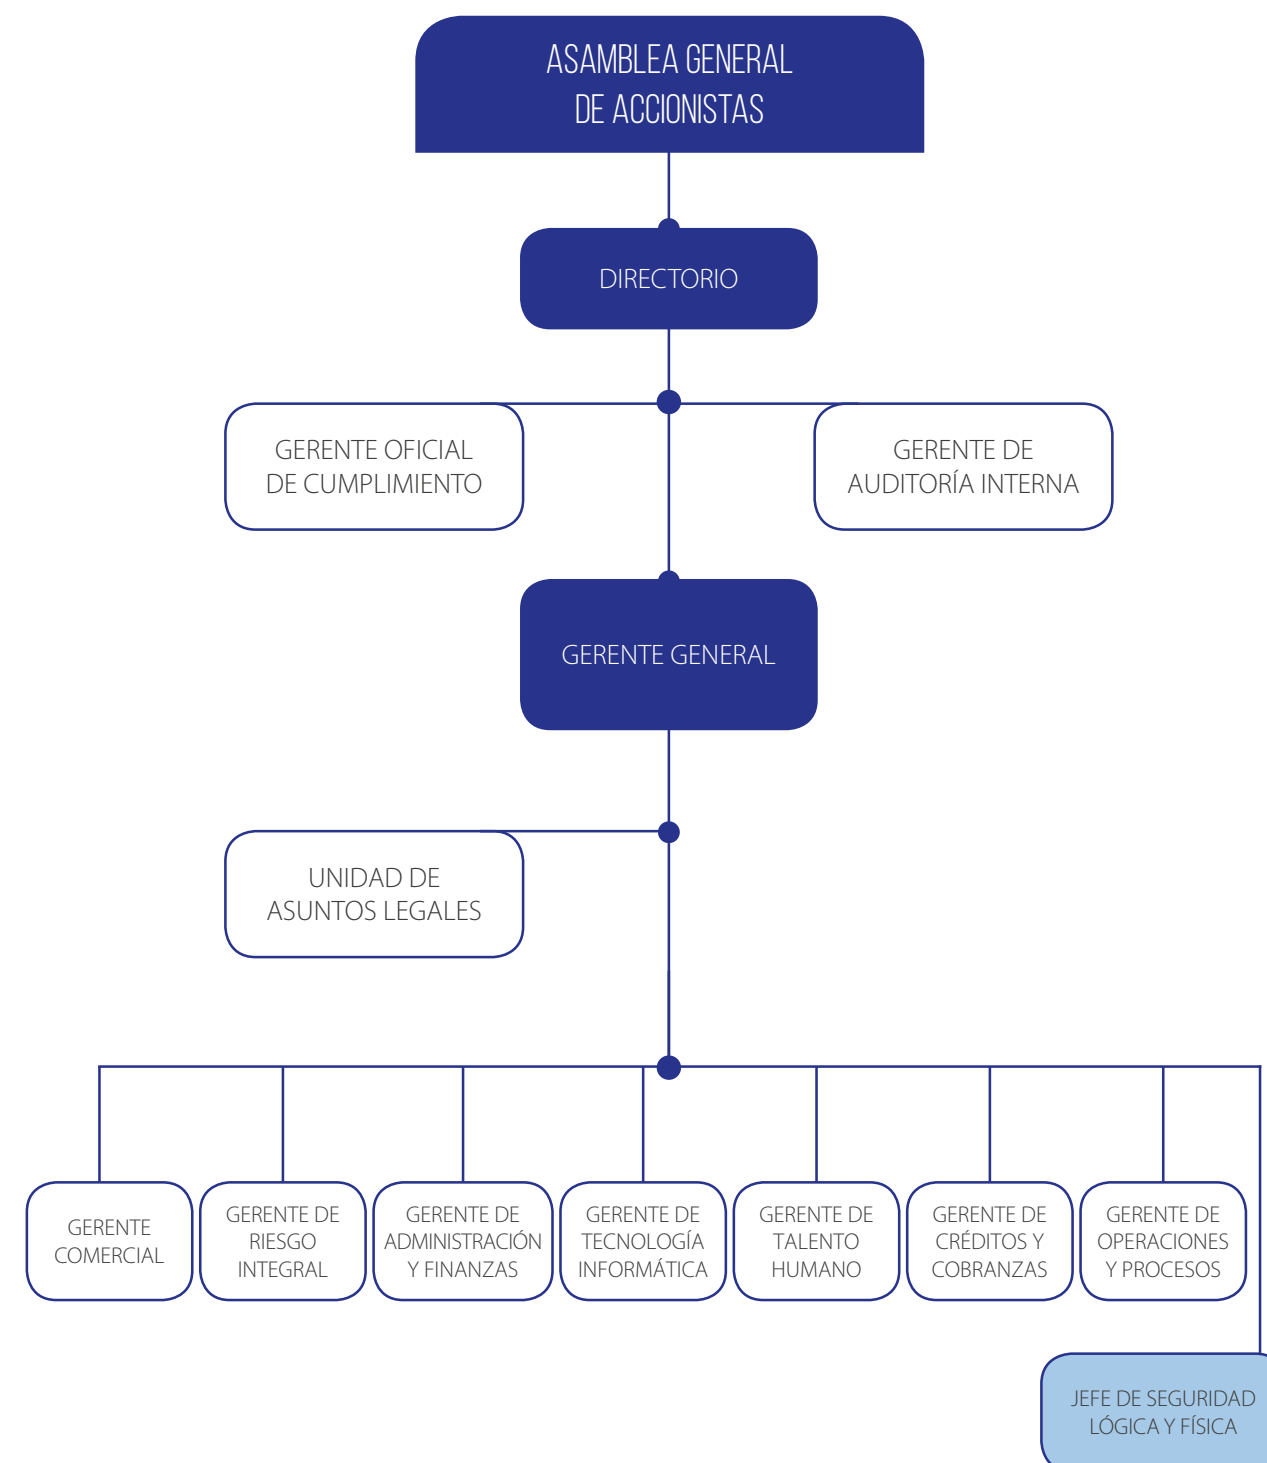 ASAMBLEA GENERAL
DE ACCIONISTAS
DIRECTORIO
GERENTE OFICIAL
DE CUMPLIMIENTO
GERENTE DE
AUDITORÍA INTERNA
GERENTE GENERAL
UNIDAD DE
ASUNTOS LEGALES
GERENTE
COMERCIAL
GERENTE DE
RIESGO
INTEGRAL
GERENTE DE
ADMINISTRACIÓN
Y FINANZAS
GERENTE DE
TECNOLOGÍA
INFORMÁTICA
GERENTE DE
TALENTO
HUMANO
GERENTE DE
CRÉDITOS Y
COBRANZAS
GERENTE DE
OPERACIONES
Y PROCESOS
JEFE DE SEGURIDAD
LÓGICA Y FÍSICA